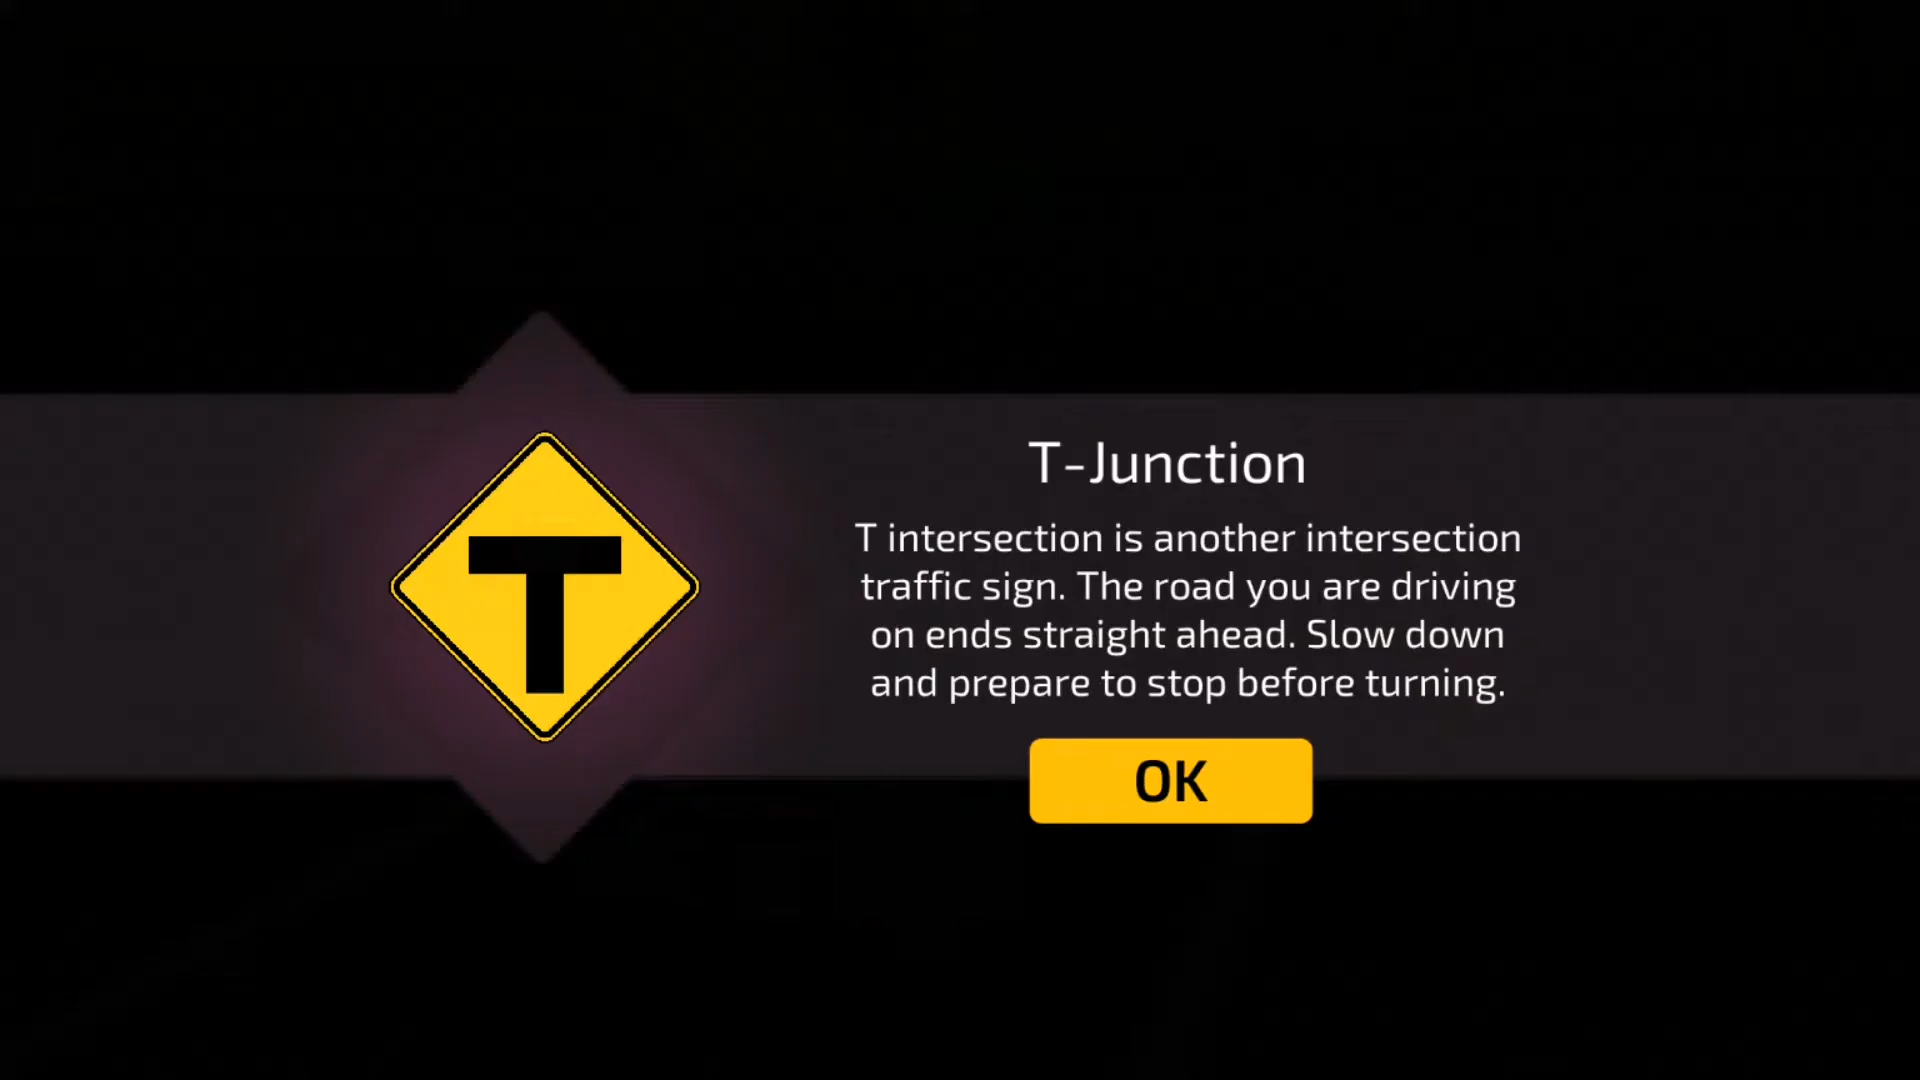 T-Junction
T intersection is another intersection
traffic sign. The road you are driving
on ends straight ahead. Slow down
and prepare to stop before turning.
OK